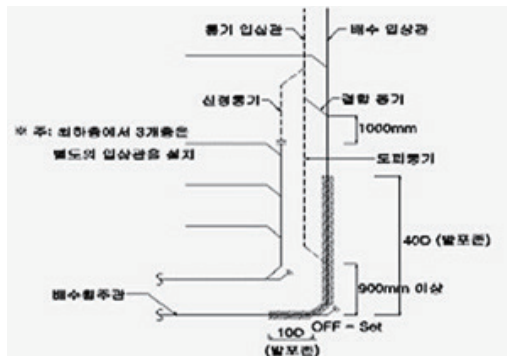 통기 입상관
배수 입상관
신정통기
결합 통기
1000mm
※ 주: 최하층에서 3개층은
별도의 입상관을 설치
도피통기
40D (발포존)
900mm 이상
배수횡주관
OFF - Set
10D
(발포존)